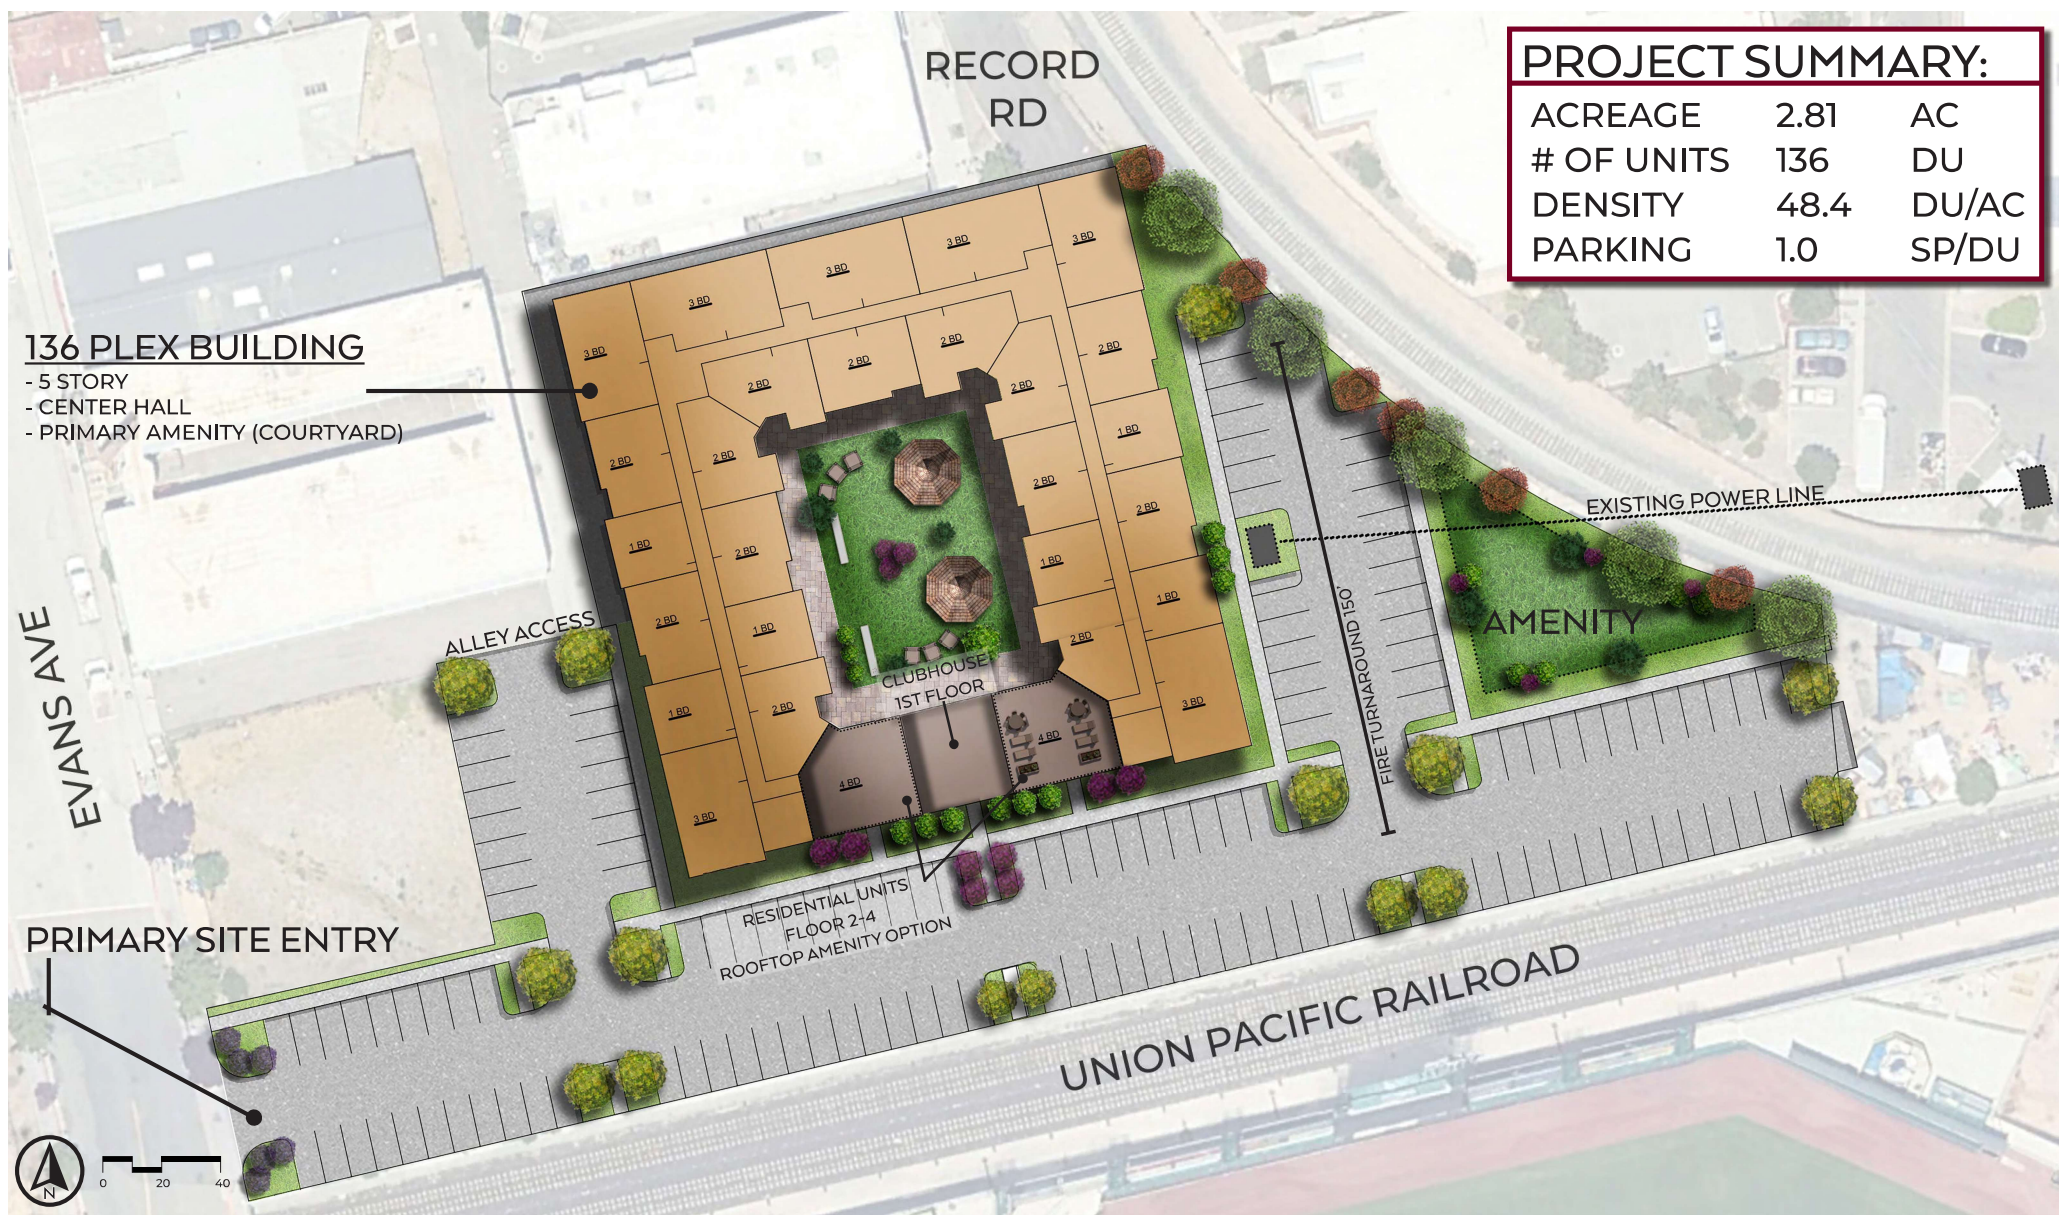 RECORD
RD
PROJECT SUMMARY:
ACREAGE 2.81 AC
# OF UNITS 136 DU
DENSITY 48.4 DU/AC
PARKING 1.0 SP/DU
136 PLEX BUILDING
- 5 STORY
- CENTER HALL
- PRIMARY AMENITY (COURTYARD)
3 BD
3 BD
3 BD
3 BD
3 BD
2 BD
2 BD
2 BD
2 BD
2 BD
2 BD
1 BD
2 BD
2 BD
2 BD
2 BD
1 BD
2 BD
1 BD
2 BD
1 BD
1 BD
2 BD
1 BD
2 BD
2 BD
3 BD
3 BD
4 BD
4 BD
EXISTING POWER LINE
FIRE TURNAROUND 150'
AMENITY
ALLEY ACCESS
CLUBHOUSE
1ST FLOOR
EVANS AVE
RESIDENTIAL UNITS
FLOOR 2-4
ROOFTOP AMENITY OPTION
PRIMARY SITE ENTRY
UNION PACIFIC RAILROAD
N
0 20 40